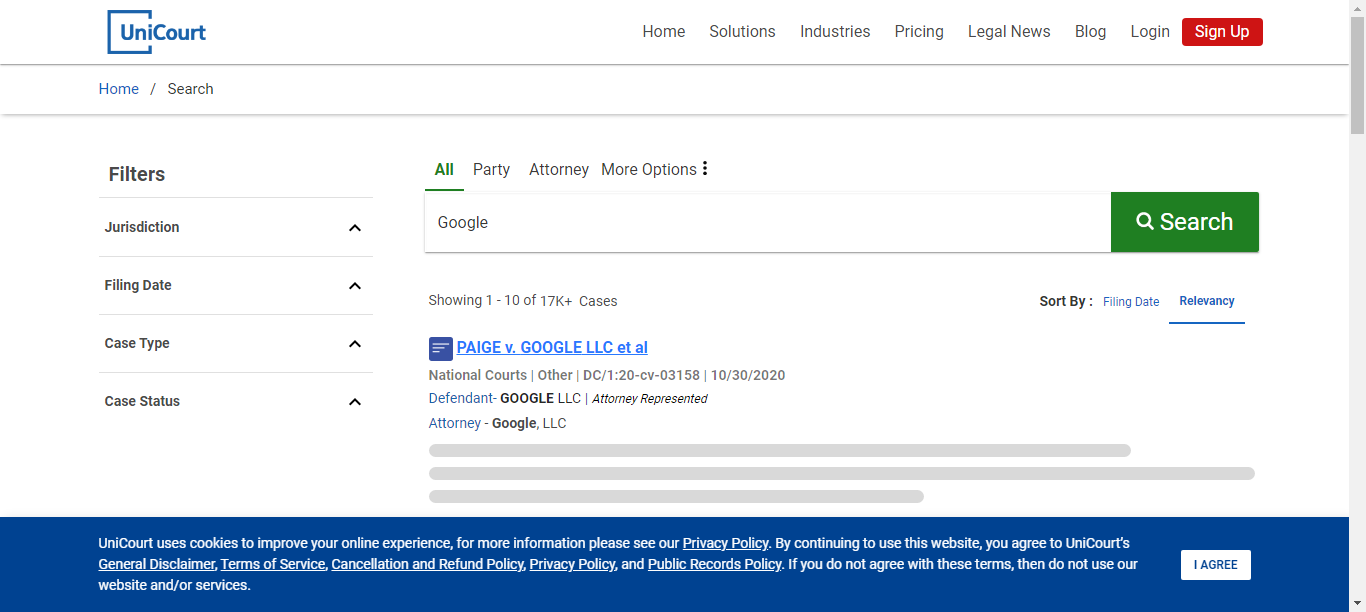 UniCourt
Home Solutions Industries Pricing Legal News Blog Login Sign Up
Home / Search
Filters
Jurisdiction
Filing Date
Case Type
Case Status
All Party Attorney More Options
Google
Search
Showing 1 - 10 of 17K+ Cases
Sort By : Filing Date Relevancy
PAIGE v. GOOGLE LLC et al
National Courts | Other | DC/1:20-cv-03158 | 10/30/2020
Defendant- GOOGLE LLC | Attorney Represented
Attorney - Google, LLC
UniCourt uses cookies to improve your online experience, for more information please see our Privacy Policy. By continuing to use this website, you agree to UniCourt's
General Disclaimer, Terms of Service, Cancellation and Refund Policy, Privacy Policy, and Public Records Policy. If you do not agree with these terms, then do not use our
website and/or services.
I AGREE